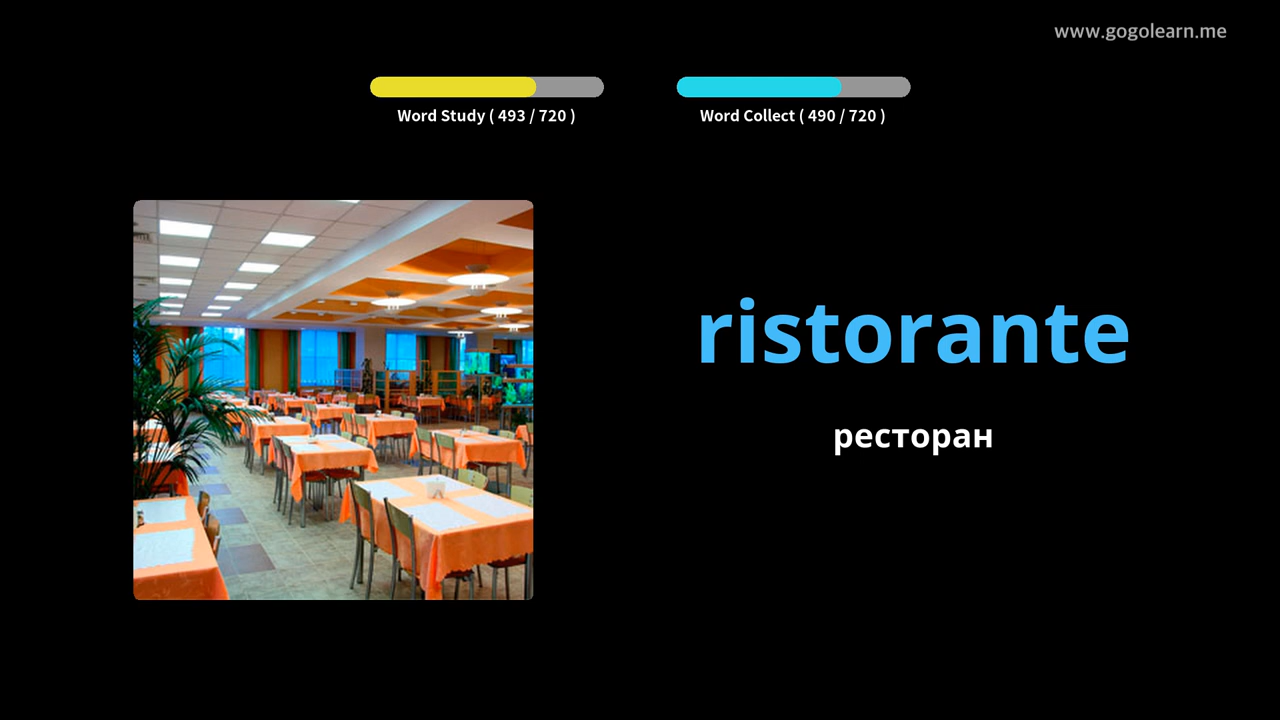 www.gogolearn.me
Word Study ( 493 / 720 )
Word Collect ( 490 / 720 )
ristorante
ресторан